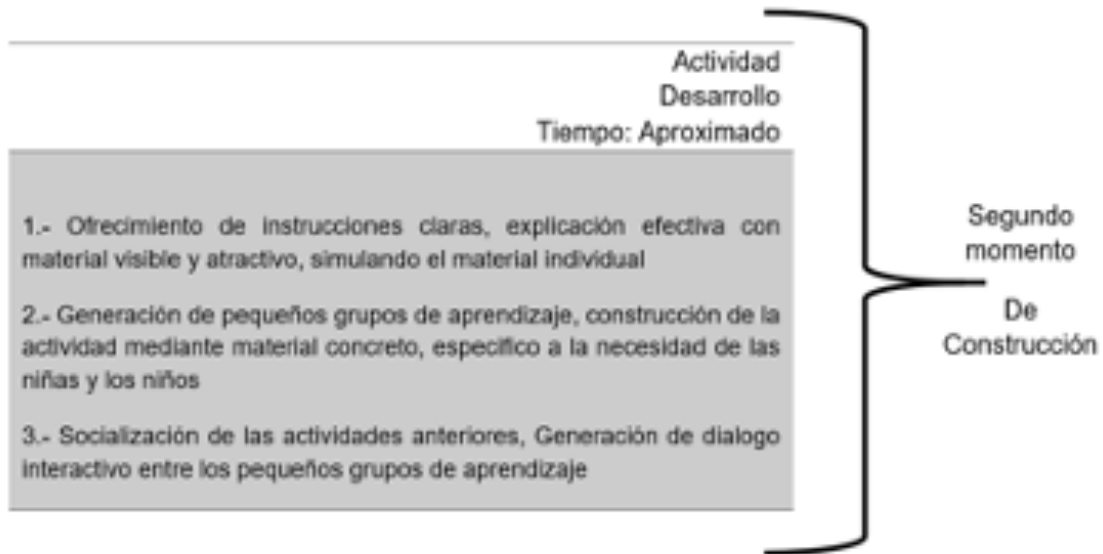 Actividad
Desarrollo
Tiempo: Aproximado
1.- Ofrecimiento de instrucciones claras, explicación efectiva con
material visible y atractivo, simulando el material individual
2.- Generación de pequeños grupos de aprendizaje, construcción de la
actividad mediante material concreto, específico a la necesidad de las
niñas y los niños
3.- Socialización de las actividades anteriores, Generación de dialogo
interactivo entre los pequeños grupos de aprendizaje
Segundo
momento
De
Construcción